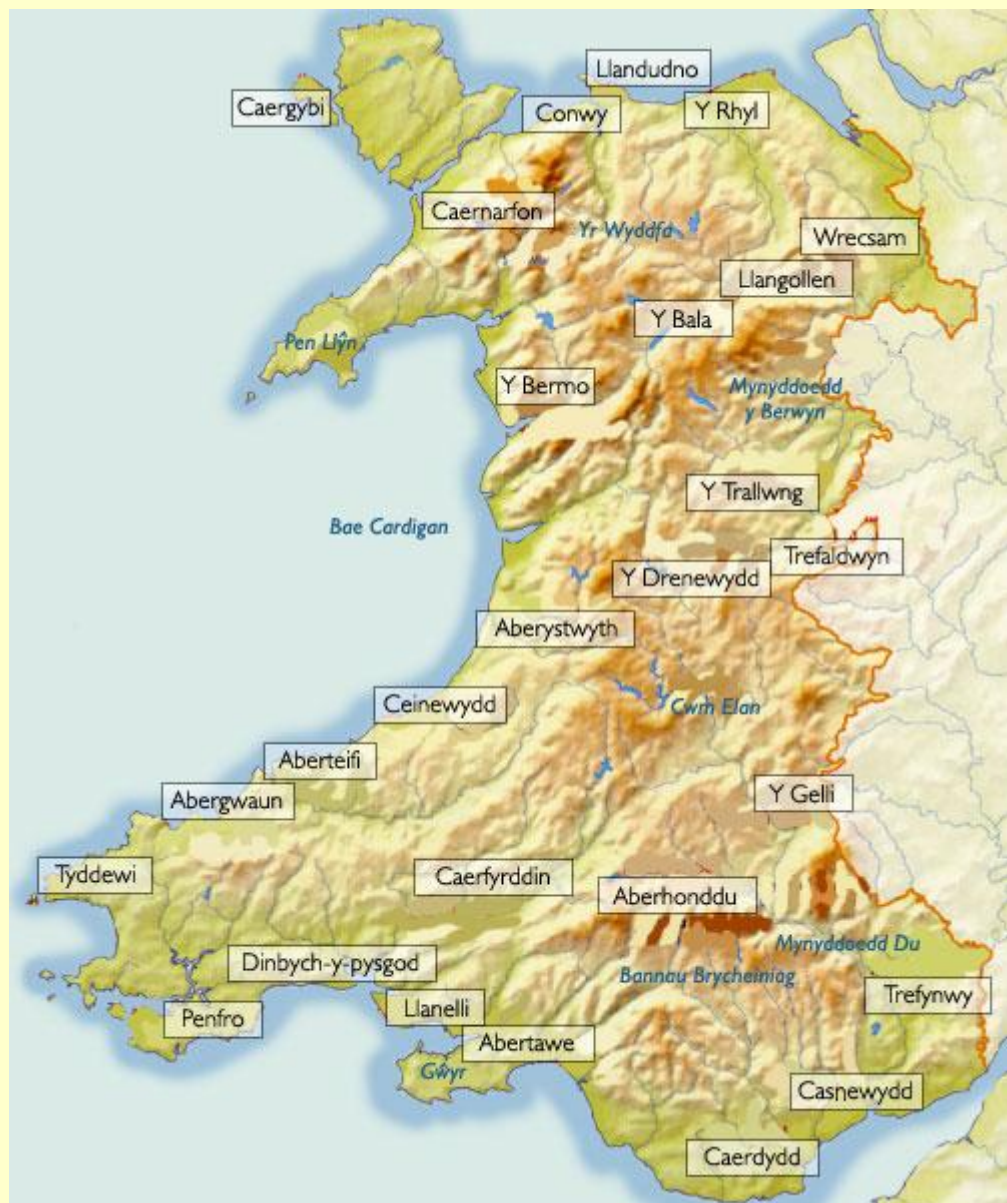 Llandudno
Caergybi
Conwy
Y Rhyl
Caernarfon
Yr Wyddfa
Wrecsam
Llangollen
Y Bala
Pen Llŷn
Y Bermo
Mynyddoedd
y Berwyn
Y Trallwng
Bae Cardigan
Trefaldwyn
Y Drenewydd
Aberystwyth
Ceinewydd
Cwm Elan
Aberteifi
Abergwaun
Y Gelli
Tyddewi
Caerfyrddin
Aberhonddu
Mynyddoedd Du
Dinbych-y-pysgod
Bannau Brycheiniog
Llanelli
Trefynwy
Penfro
Abertawe
Gŵyr
Casnewydd
Caerdydd